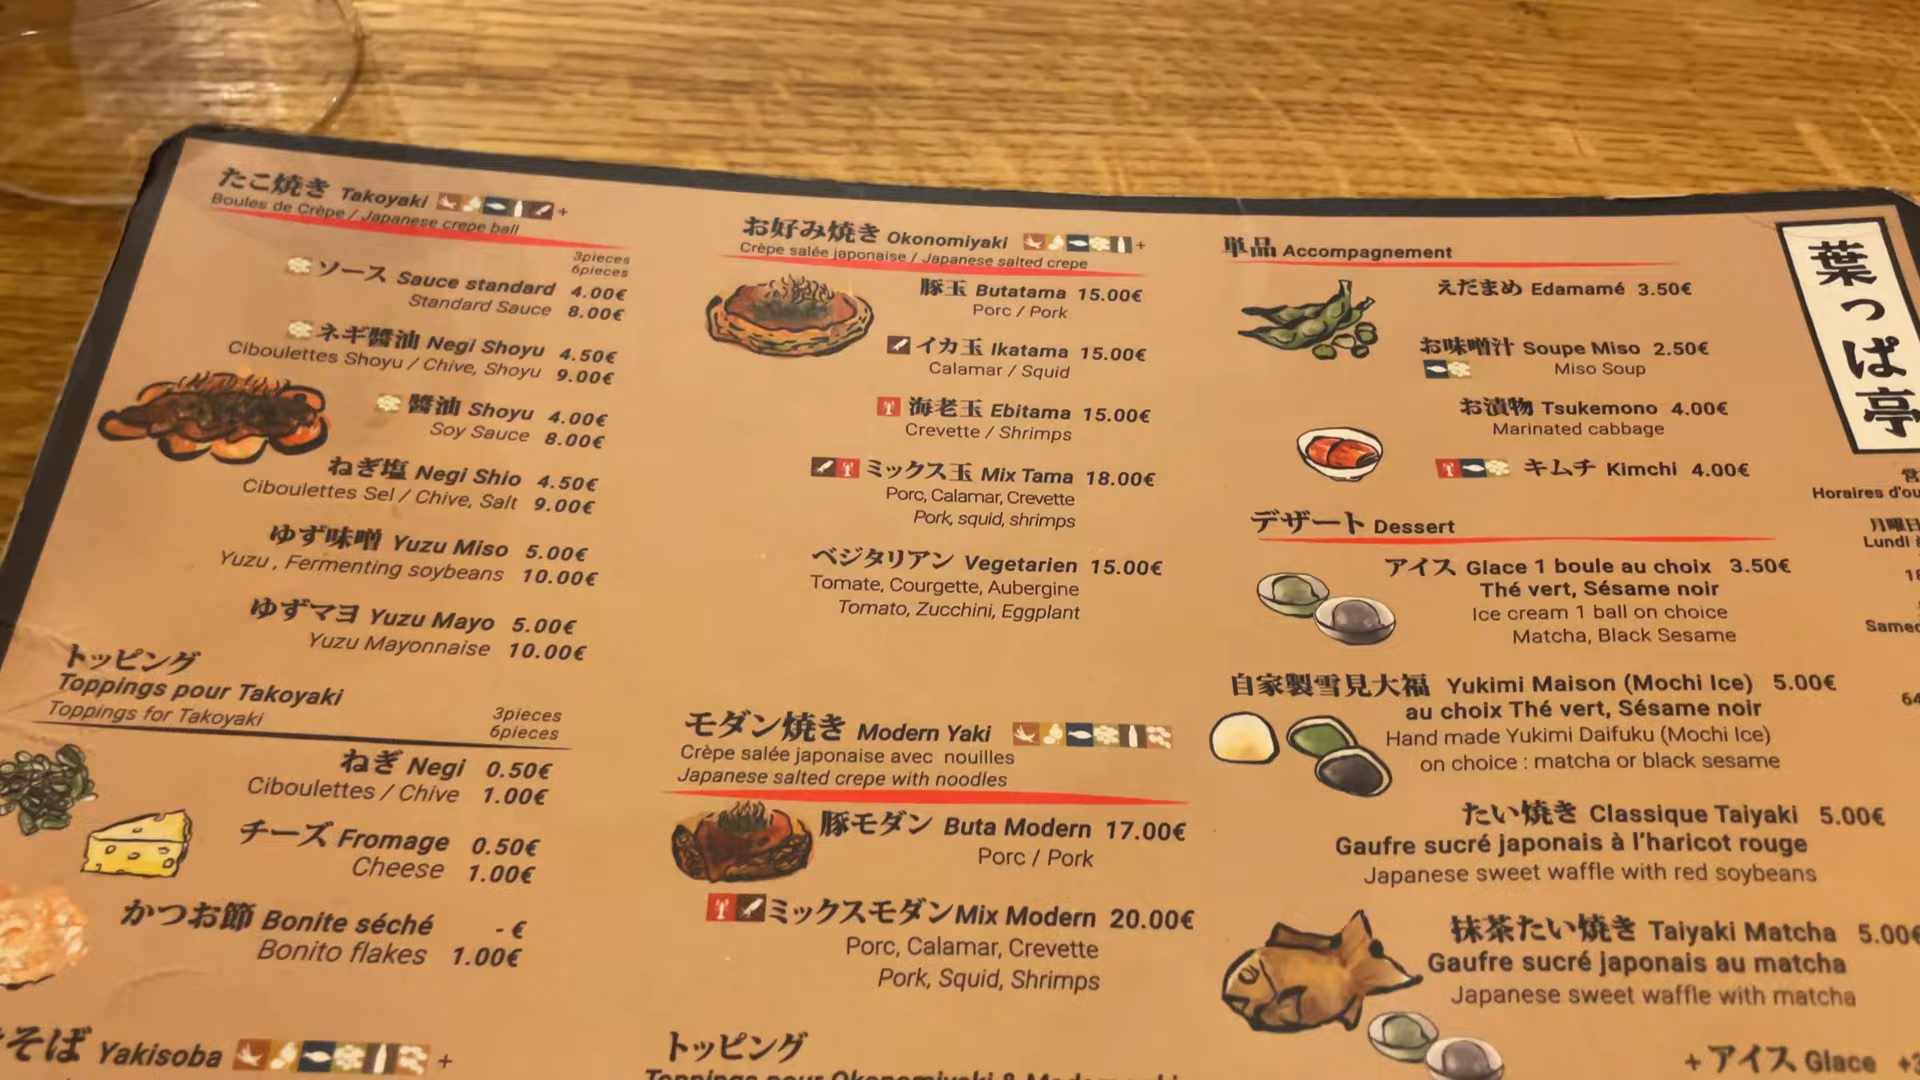 たこ焼き Takoyaki +
Boules de Crèpe / Japanese crepe ball
3pieces
6pieces
ソース Sauce standard 4.00€
Standard Sauce 8.00€
ネギ醬油 Negi Shoyu 4.50€
Ciboulettes Shoyu / Chive, Shoyu 9.00€
醬油 Shoyu 4.00€
Soy Sauce 8.00€
ねぎ塩 Negi Shio 4.50€
Ciboulettes Sel / Chive, Salt 9.00€
ゆず味噌 Yuzu Miso 5.00€
Yuzu , Fermenting soybeans 10.00€
ゆずマヨ Yuzu Mayo 5.00€
Yuzu Mayonnaise 10.00€
トッピング
Toppings pour Takoyaki
Toppings for Takoyaki
3pieces
6pieces
ねぎ Negi 0.50€
Ciboulettes / Chive 1.00€
チーズ Fromage 0.50€
Cheese 1.00€
かつお節 Bonite séché - €
Bonito flakes 1.00€
そば Yakisoba +
お好み焼き Okonomiyaki +
Crèpe salée japonaise / Japanese salted crepe
豚玉 Butatama 15.00€
Porc / Pork
イカ玉 Ikatama 15.00€
Calamar / Squid
海老玉 Ebitama 15.00€
Crevette / Shrimps
ミックス玉 Mix Tama 18.00€
Porc, Calamar, Crevette
Pork, squid, shrimps
ベジタリアン Vegetarien 15.00€
Tomate, Courgette, Aubergine
Tomato, Zucchini, Eggplant
モダン焼き Modern Yaki
Crèpe salée japonaise avec nouilles
Japanese salted crepe with noodles
豚モダン Buta Modern 17.00€
Porc / Pork
ミックスモダン Mix Modern 20.00€
Porc, Calamar, Crevette
Pork, Squid, Shrimps
トッピング
Toppings pour Okonomiyaki &
単品 Accompagnement
えだまめ Edamamé 3.50€
お味噌汁 Soupe Miso 2.50€
Miso Soup
お漬物 Tsukemono 4.00€
Marinated cabbage
キムチ Kimchi 4.00€
デザート Dessert
アイス Glace 1 boule au choix 3.50€
Thé vert, Sésame noir
Ice cream 1 ball on choice
Matcha, Black Sesame
自家製雪見大福 Yukimi Maison (Mochi Ice) 5.00€
au choix Thé vert, Sésame noir
Hand made Yukimi Daifuku (Mochi Ice)
on choice : matcha or black sesame
たい焼き Classique Taiyaki 5.00€
Gaufre sucré japonais à l'haricot rouge
Japanese sweet waffle with red soybeans
抹茶たい焼き Taiyaki Matcha 5.00€
Gaufre sucré japonais au matcha
Japanese sweet waffle with matcha
+ アイス Glace
葉っぱ亭
Horaires
月曜日
Lundi